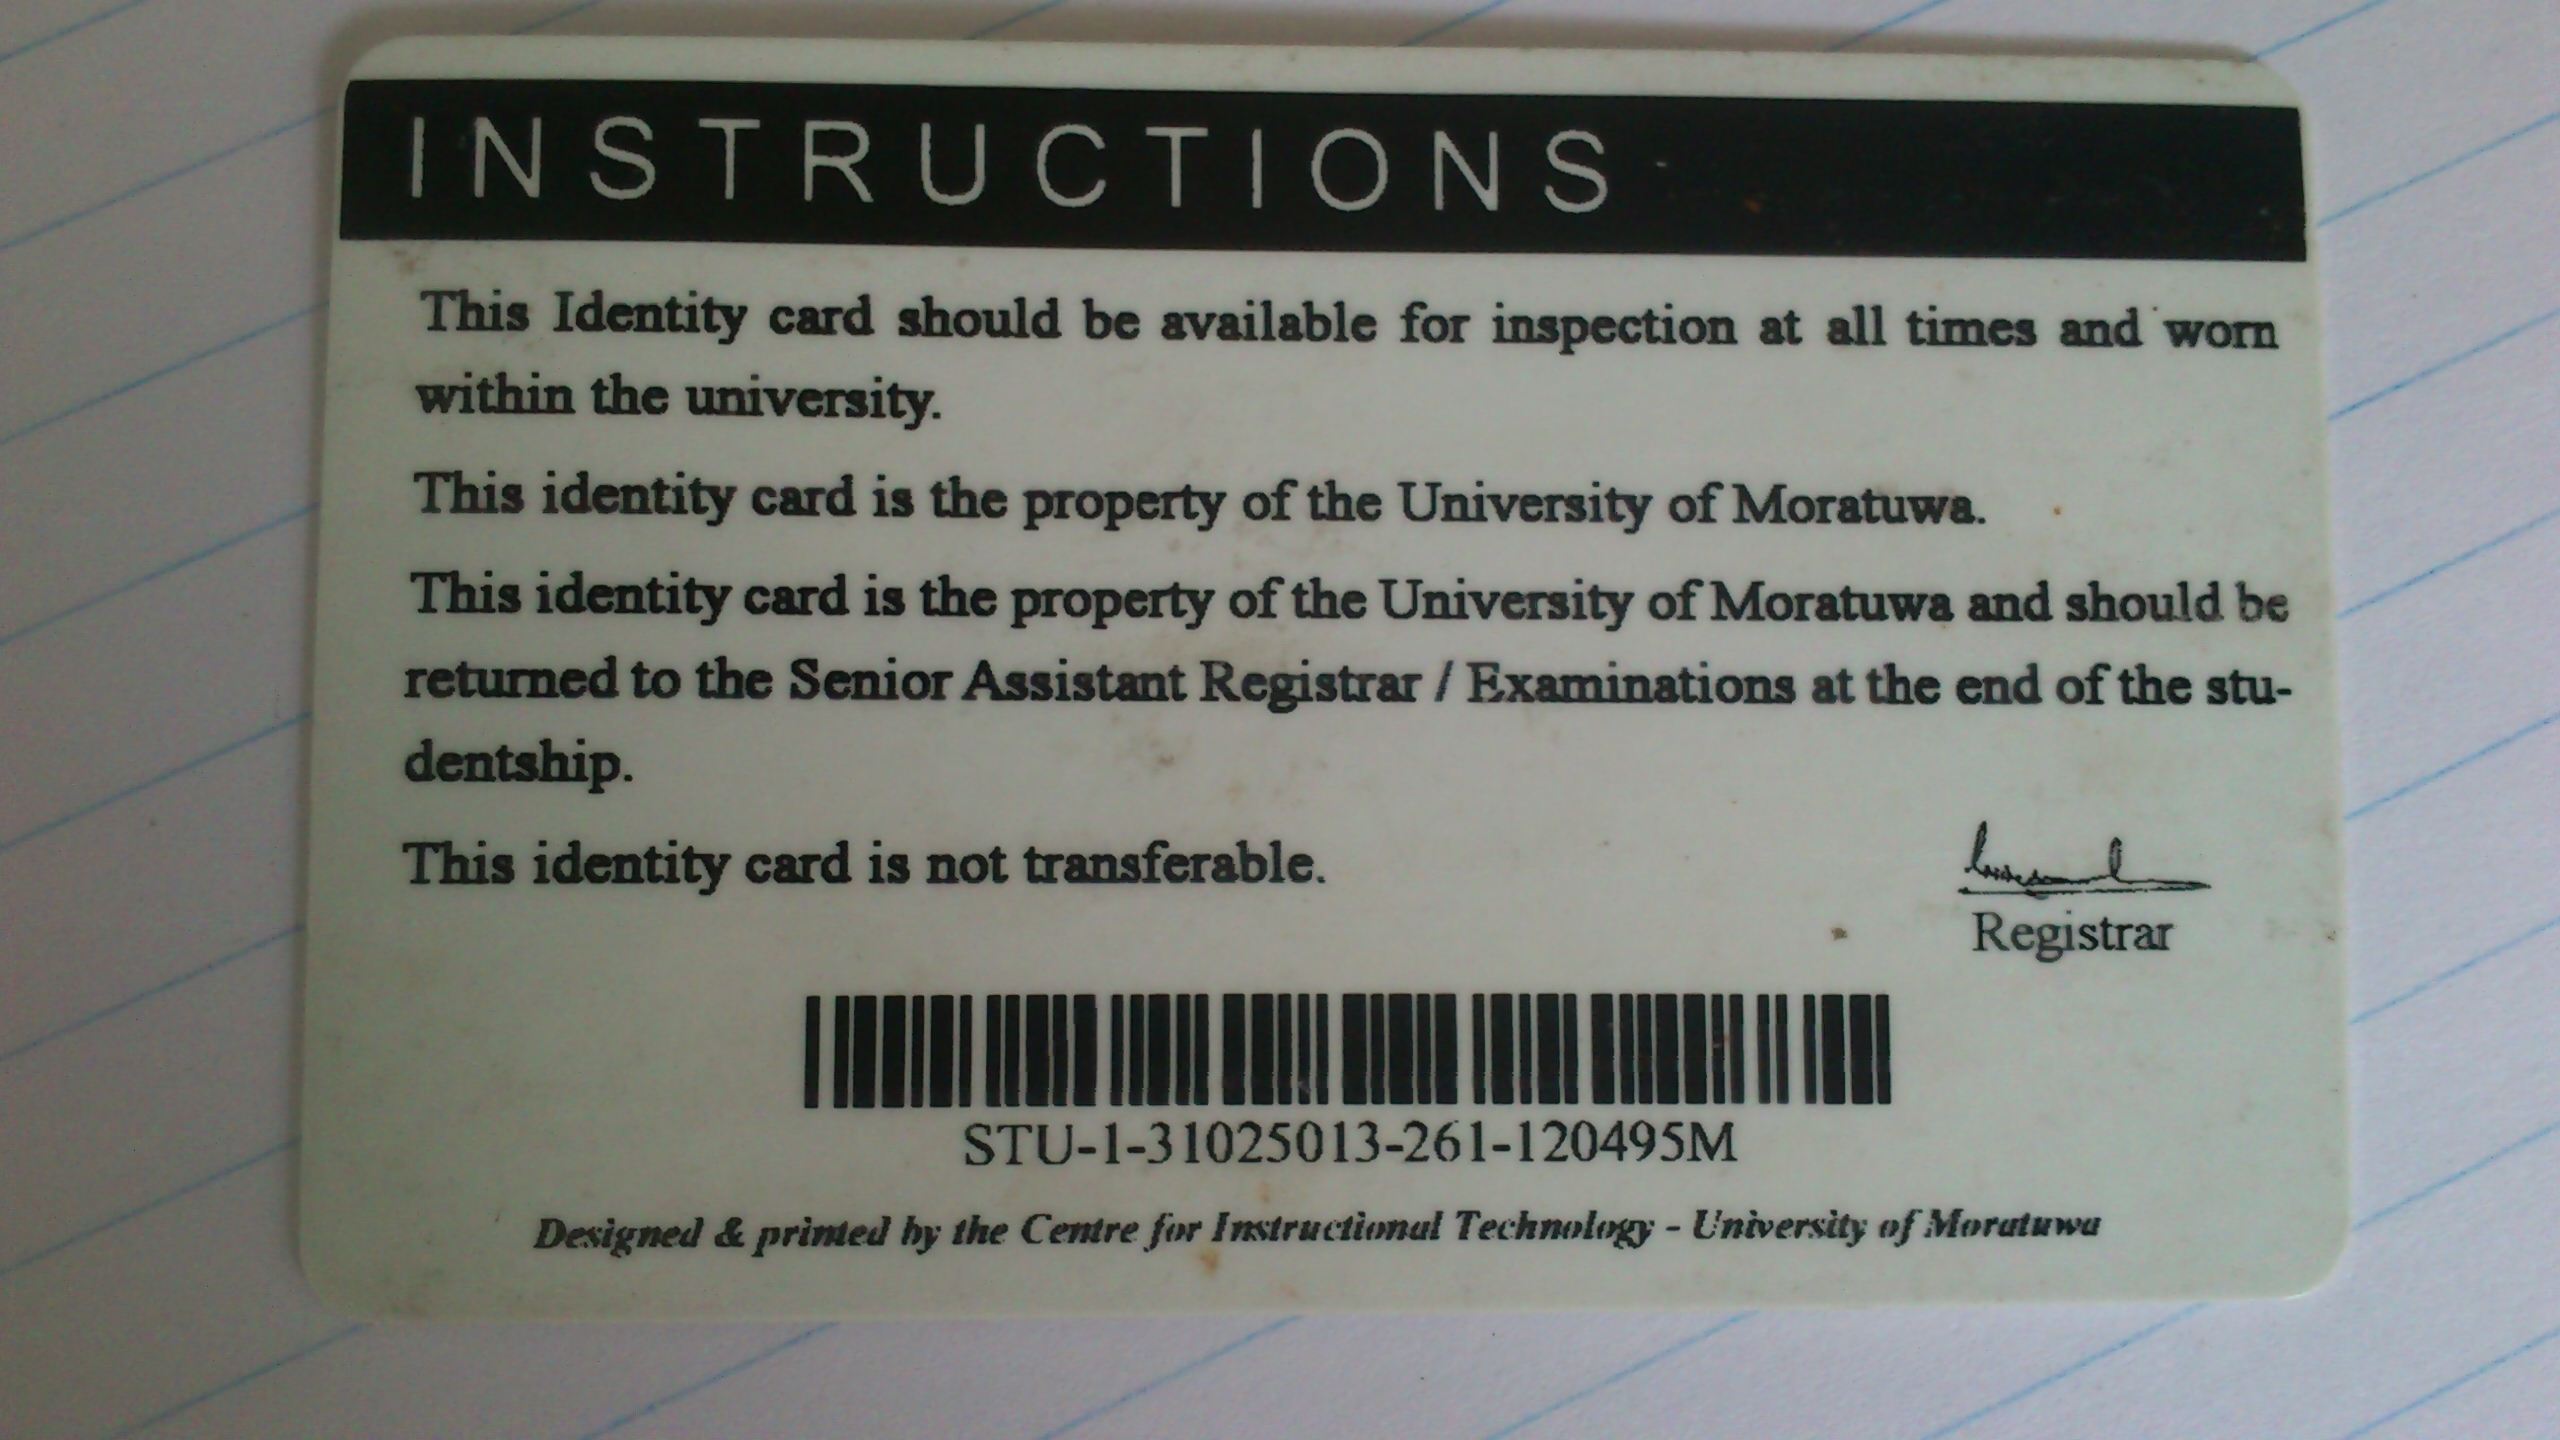 INSTRUCTIONS
This Identity card should be available for inspection at all times and worn
within the university.
This identity card is the property of the University of Moratuwa.
This identity card is the property of the University of Moratuwa and should be
returned to the Senior Assistant Registrar / Examinations at the end of the stu-
dentship.
This identity card is not transferable.
Registrar
STU-1-31025013-261-120495M
Designed & printed by the Centre for Instructional Technology - University of Moratuwa